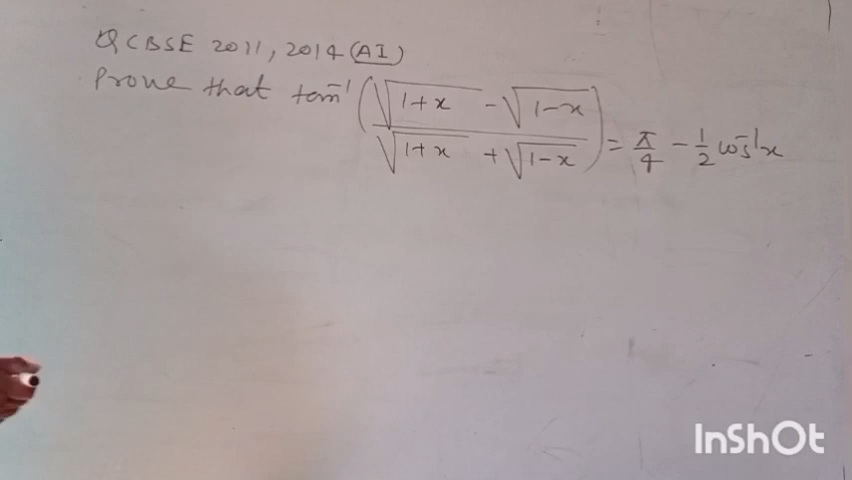 Q CBSE 2011, 2014 (AI)
Prove that tan⁻¹ (√(1+x) - √(1-x) / √(1+x) + √(1-x)) = π/4 - 1/2 cos⁻¹x
InShOt